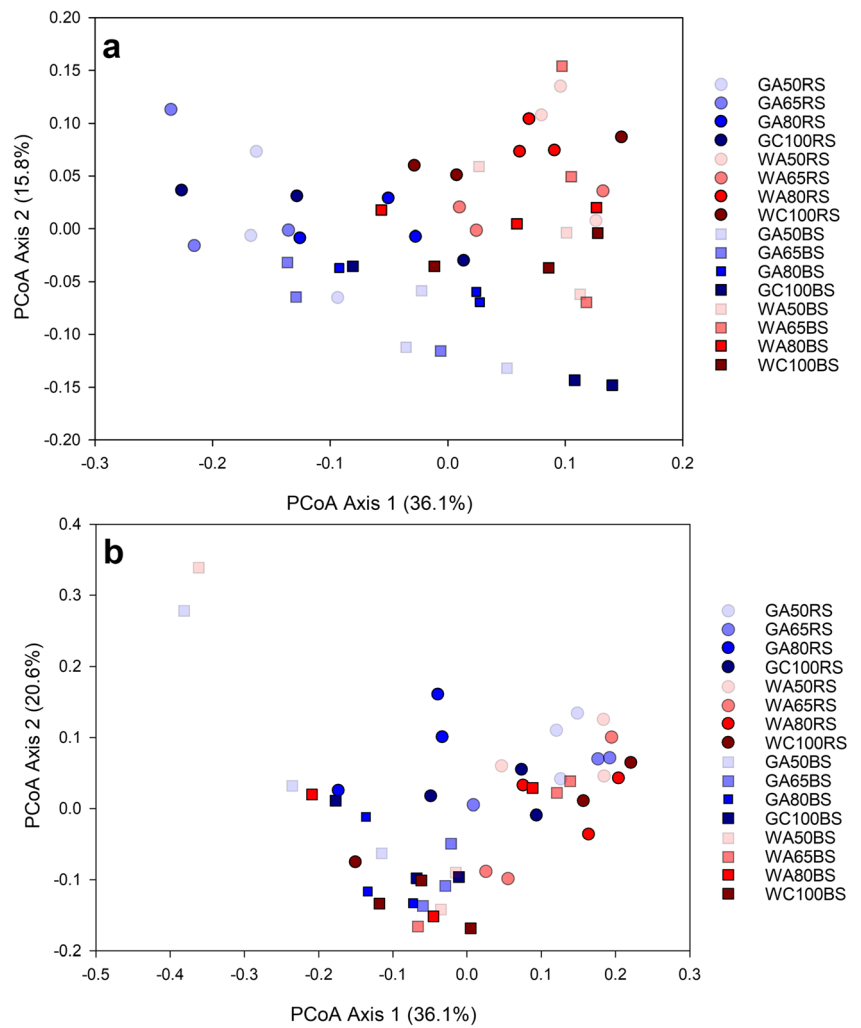 a
0.20
0.15
0.10
0.05
0.00
-0.05
-0.10
-0.15
-0.20
PCoA Axis 2 (15.8%)
-0.3
-0.2
-0.1
0.0
0.1
0.2
PCoA Axis 1 (36.1%)
GA50RS
GA65RS
GA80RS
GC100RS
WA50RS
WA65RS
WA80RS
WC100RS
GA50BS
GA65BS
GA80BS
GC100BS
WA50BS
WA65BS
WA80BS
WC100BS
b
0.4
0.3
0.2
0.1
0.0
-0.1
-0.2
PCoA Axis 2 (20.6%)
-0.5
-0.4
-0.3
-0.2
-0.1
0.0
0.1
0.2
0.3
PCoA Axis 1 (36.1%)
GA50RS
GA65RS
GA80RS
GC100RS
WA50RS
WA65RS
WA80RS
WC100RS
GA50BS
GA65BS
GA80BS
GC100BS
WA50BS
WA65BS
WA80BS
WC100BS